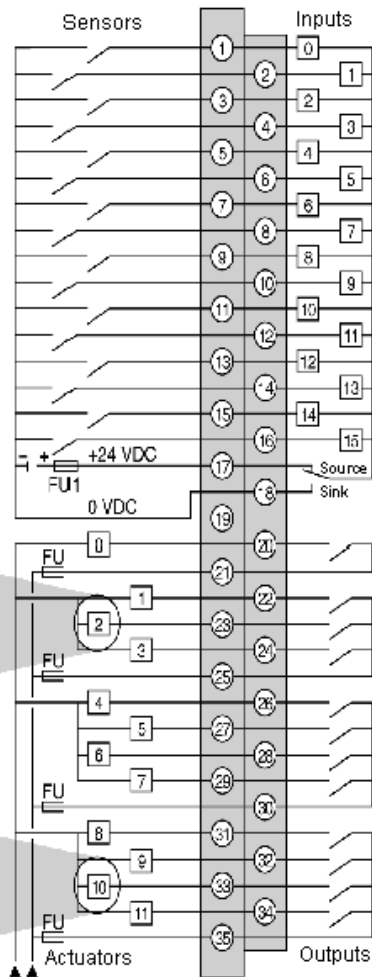 Sensors Inputs
1 0
2 1
3 2
4 3
5 4
6 5
7 6
8 7
9 8
10 9
11 10
12 11
13 12
14 13
15 14
16 15
- + +24 VDC 17 Source
FU1
18 Sink
0 VDC
19
0 20
FU 21
1 22
2 23
3 24
FU 25
4 26
5 27
6 28
7 29
FU 30
8 31
9 32
10 33
11 34
FU 35
Actuators Outputs